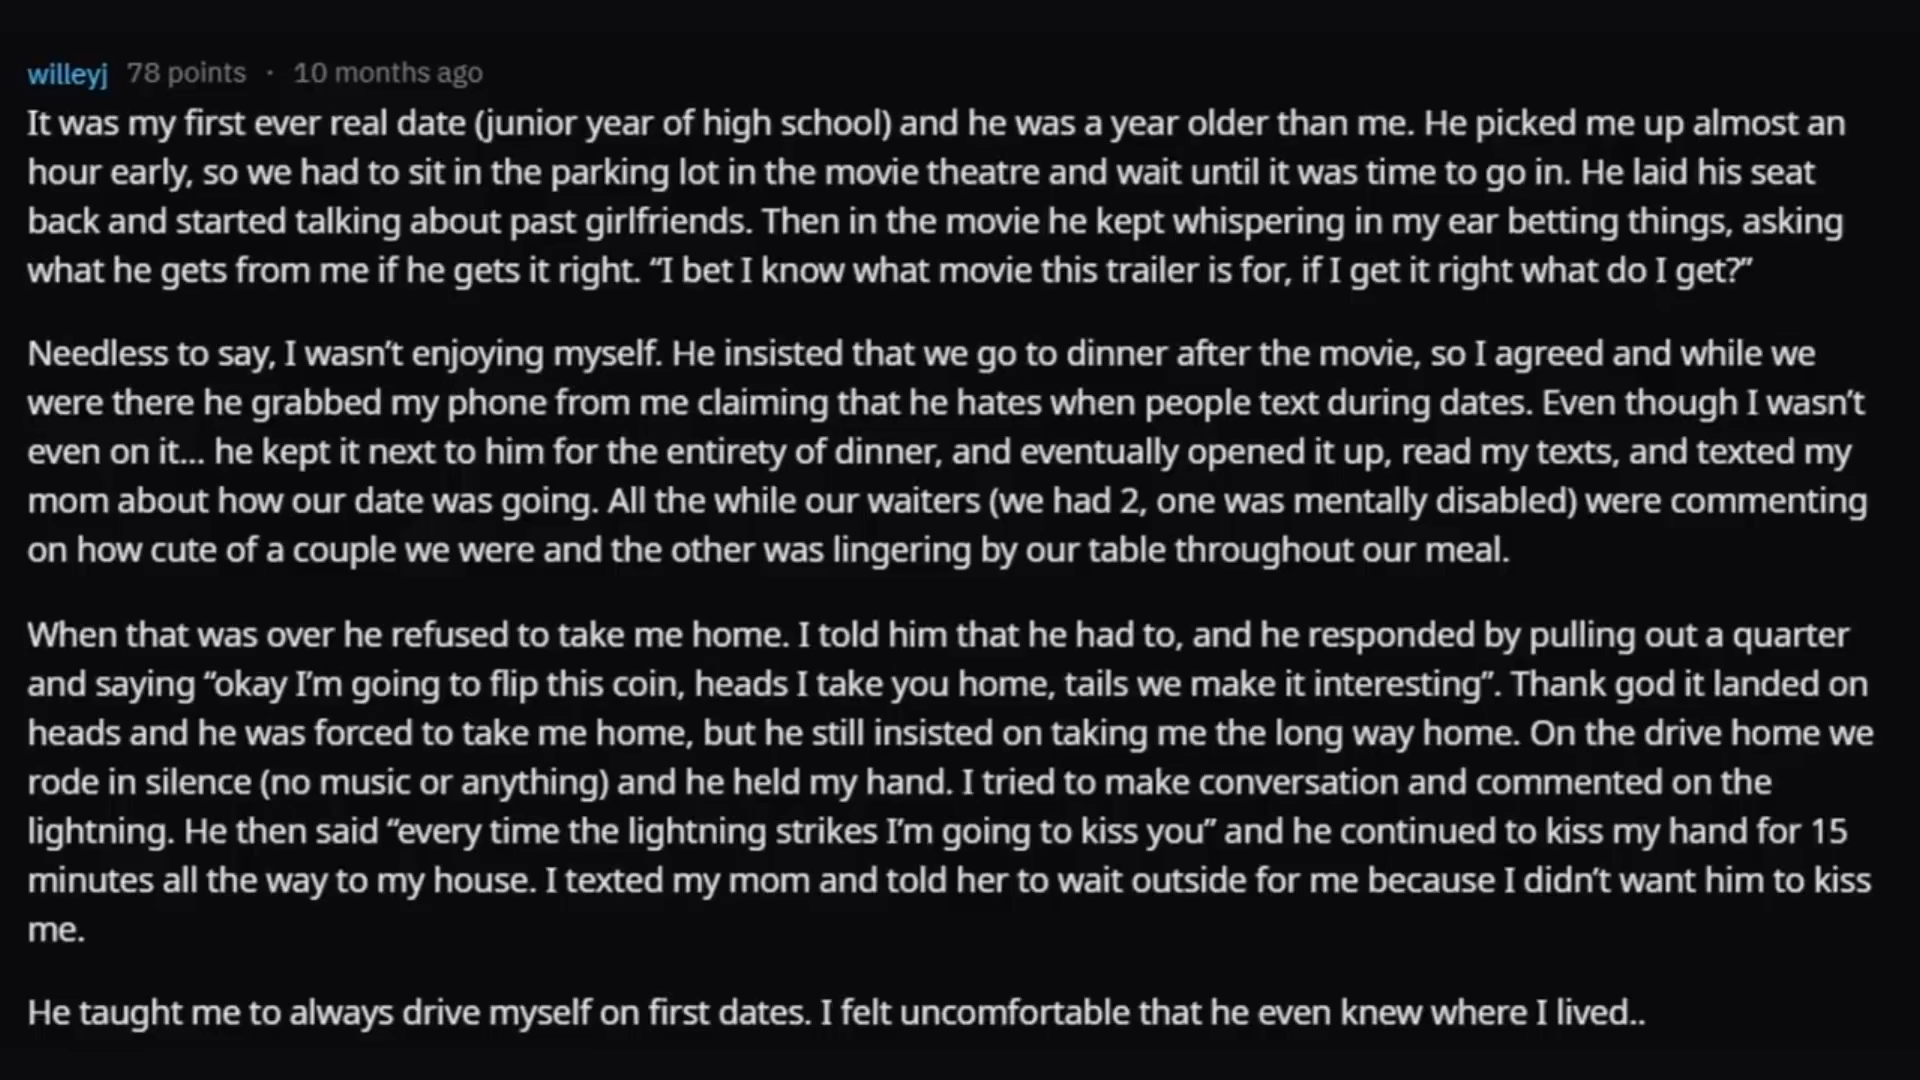 willeyj 78 points · 10 months ago
It was my first ever real date (junior year of high school) and he was a year older than me. He picked me up almost an
hour early, so we had to sit in the parking lot in the movie theatre and wait until it was time to go in. He laid his seat
back and started talking about past girlfriends. Then in the movie he kept whispering in my ear betting things, asking
what he gets from me if he gets it right. “I bet I know what movie this trailer is for, if I get it right what do I get?”
Needless to say, I wasn’t enjoying myself. He insisted that we go to dinner after the movie, so I agreed and while we
were there he grabbed my phone from me claiming that he hates when people text during dates. Even though I wasn’t
even on it... he kept it next to him for the entirety of dinner, and eventually opened it up, read my texts, and texted my
mom about how our date was going. All the while our waiters (we had 2, one was mentally disabled) were commenting
on how cute of a couple we were and the other was lingering by our table throughout our meal.
When that was over he refused to take me home. I told him that he had to, and he responded by pulling out a quarter
and saying “okay I’m going to flip this coin, heads I take you home, tails we make it interesting”. Thank god it landed on
heads and he was forced to take me home, but he still insisted on taking me the long way home. On the drive home we
rode in silence (no music or anything) and he held my hand. I tried to make conversation and commented on the
lightning. He then said “every time the lightning strikes I’m going to kiss you” and he continued to kiss my hand for 15
minutes all the way to my house. I texted my mom and told her to wait outside for me because I didn’t want him to kiss
me.
He taught me to always drive myself on first dates. I felt uncomfortable that he even knew where I lived..